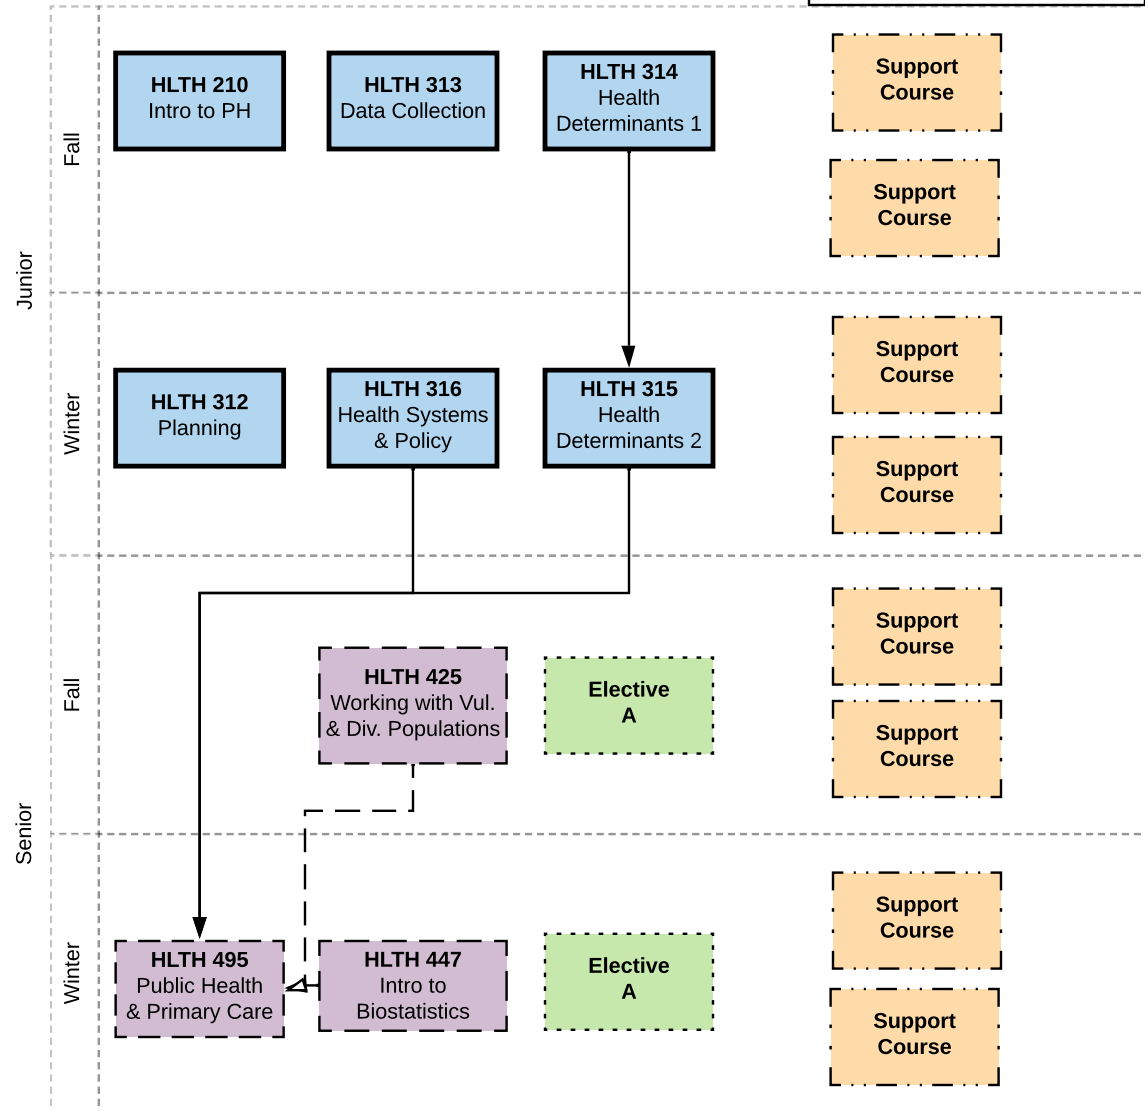 Junior
Fall
HLTH 210
Intro to PH
HLTH 313
Data Collection
HLTH 314
Health
Determinants 1
Support
Course
Support
Course
Winter
HLTH 312
Planning
HLTH 316
Health Systems
& Policy
HLTH 315
Health
Determinants 2
Support
Course
Support
Course
Senior
Fall
HLTH 425
Working with Vul.
& Div. Populations
Elective
A
Support
Course
Support
Course
Winter
HLTH 495
Public Health
& Primary Care
HLTH 447
Intro to
Biostatistics
Elective
A
Support
Course
Support
Course